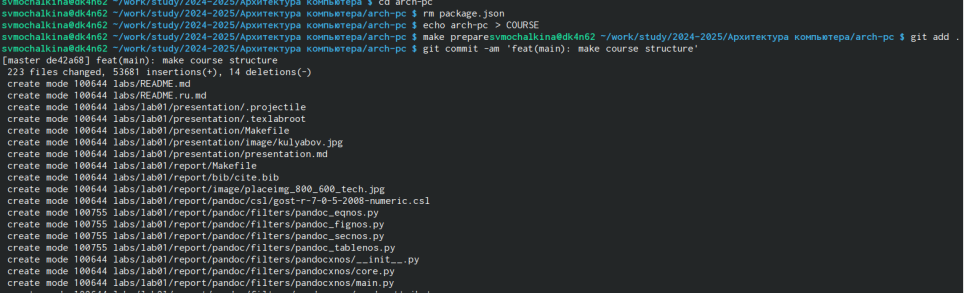 svmochalkina@dk4n62 ~/work/study/2024-2025/Архитектура компьютера $ cd arch-pc
svmochalkina@dk4n62 ~/work/study/2024-2025/Архитектура компьютера/arch-pc $ rm package.json
svmochalkina@dk4n62 ~/work/study/2024-2025/Архитектура компьютера/arch-pc $ echo arch-pc > COURSE
svmochalkina@dk4n62 ~/work/study/2024-2025/Архитектура компьютера/arch-pc $ make preparesvmochalkina@dk4n62 ~/work/study/2024-2025/Архитектура компьютера/arch-pc $ git add .
svmochalkina@dk4n62 ~/work/study/2024-2025/Архитектура компьютера/arch-pc $ git commit -am 'feat(main): make course structure'
[master de42a68] feat(main): make course structure
223 files changed, 53681 insertions(+), 14 deletions(-)
create mode 100644 labs/README.md
create mode 100644 labs/README.ru.md
create mode 100644 labs/lab01/presentation/.projectile
create mode 100644 labs/lab01/presentation/.texlabroot
create mode 100644 labs/lab01/presentation/Makefile
create mode 100644 labs/lab01/presentation/image/kulyabov.jpg
create mode 100644 labs/lab01/presentation/presentation.md
create mode 100644 labs/lab01/report/Makefile
create mode 100644 labs/lab01/report/bib/cite.bib
create mode 100644 labs/lab01/report/image/placeimg_800_600_tech.jpg
create mode 100644 labs/lab01/report/pandoc/csl/gost-r-7-0-5-2008-numeric.csl
create mode 100755 labs/lab01/report/pandoc/filters/pandoc_eqnos.py
create mode 100755 labs/lab01/report/pandoc/filters/pandoc_fignos.py
create mode 100755 labs/lab01/report/pandoc/filters/pandoc_secnos.py
create mode 100755 labs/lab01/report/pandoc/filters/pandoc_tablenos.py
create mode 100644 labs/lab01/report/pandoc/filters/pandocxnos/__init__.py
create mode 100644 labs/lab01/report/pandoc/filters/pandocxnos/core.py
create mode 100644 labs/lab01/report/pandoc/filters/pandocxnos/main.py